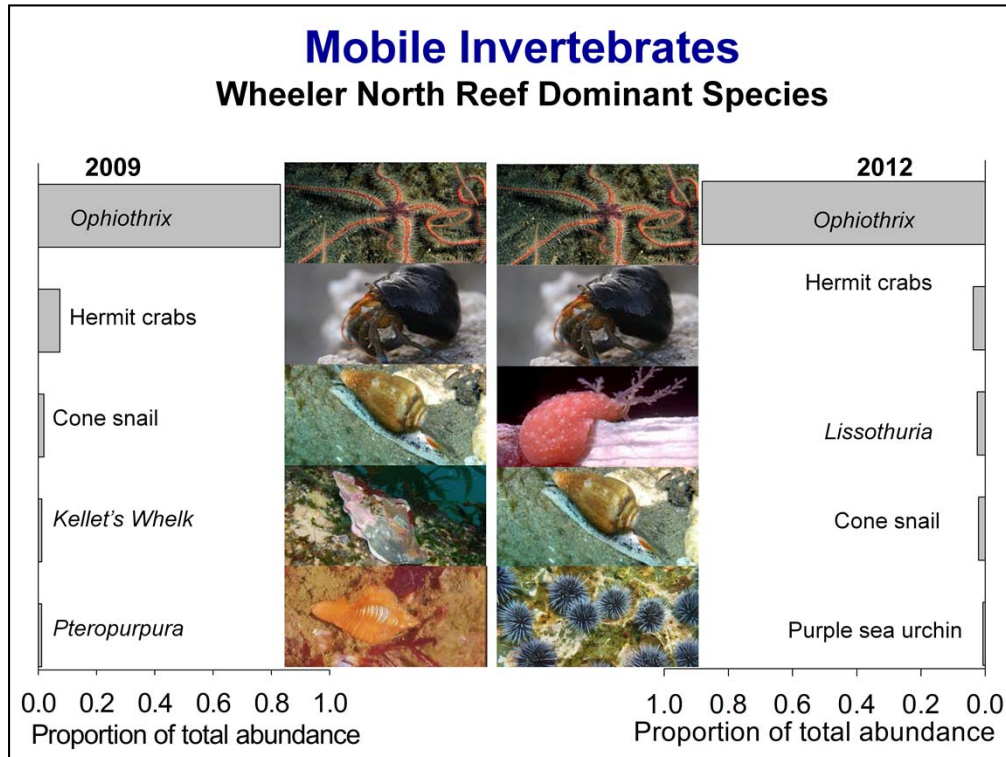 Mobile Invertebrates
Wheeler North Reef Dominant Species
2009
Ophiothrix
Hermit crabs
Cone snail
Kellet's Whelk
Pteropurpura
0.0 0.2 0.4 0.6 0.8 1.0
Proportion of total abundance
2012
Ophiothrix
Hermit crabs
Lissothuria
Cone snail
Purple sea urchin
1.0 0.8 0.6 0.4 0.2 0.0
Proportion of total abundance